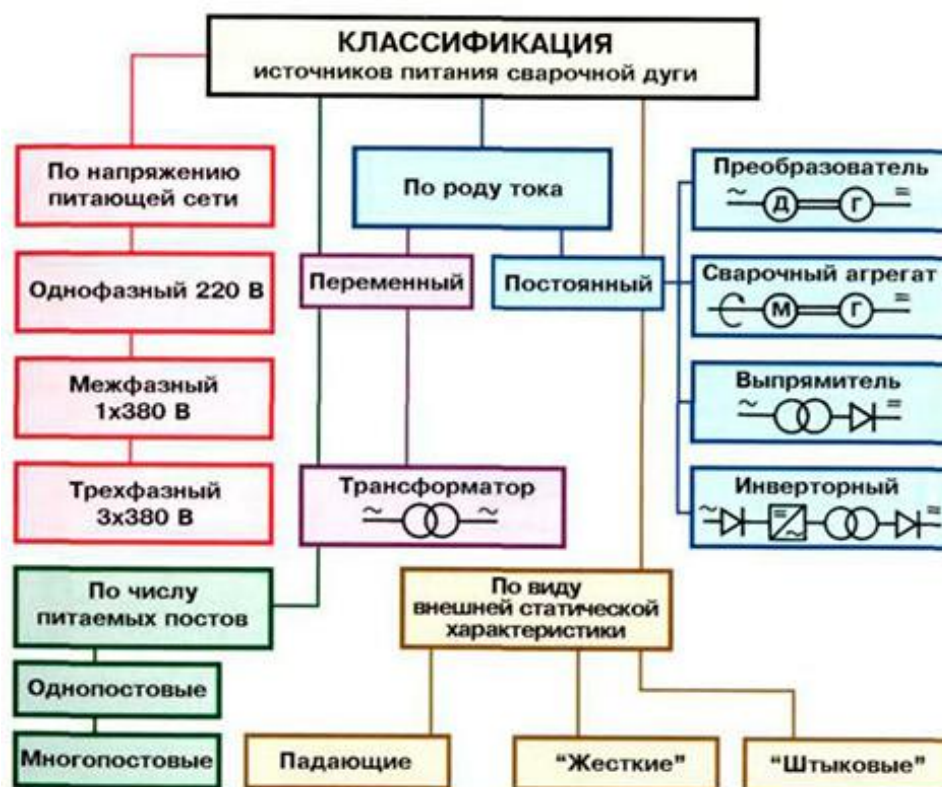 КЛАССИФИКАЦИЯ
источников питания сварочной дуги
По напряжению
питающей сети
Однофазный 220 В
Межфазный
1х380 В
Трехфазный
3х380 В
По роду тока
Переменный
Постоянный
Трансформатор
~ ~
Преобразователь
~ Д Г =
Сварочный агрегат
М Г =
Выпрямитель
~ =
Инверторный
~ = ~ =
По числу
питаемых постов
Однопостовые
Многопостовые
По виду
внешней статической
характеристики
Падающие
“Жесткие”
“Штыковые”